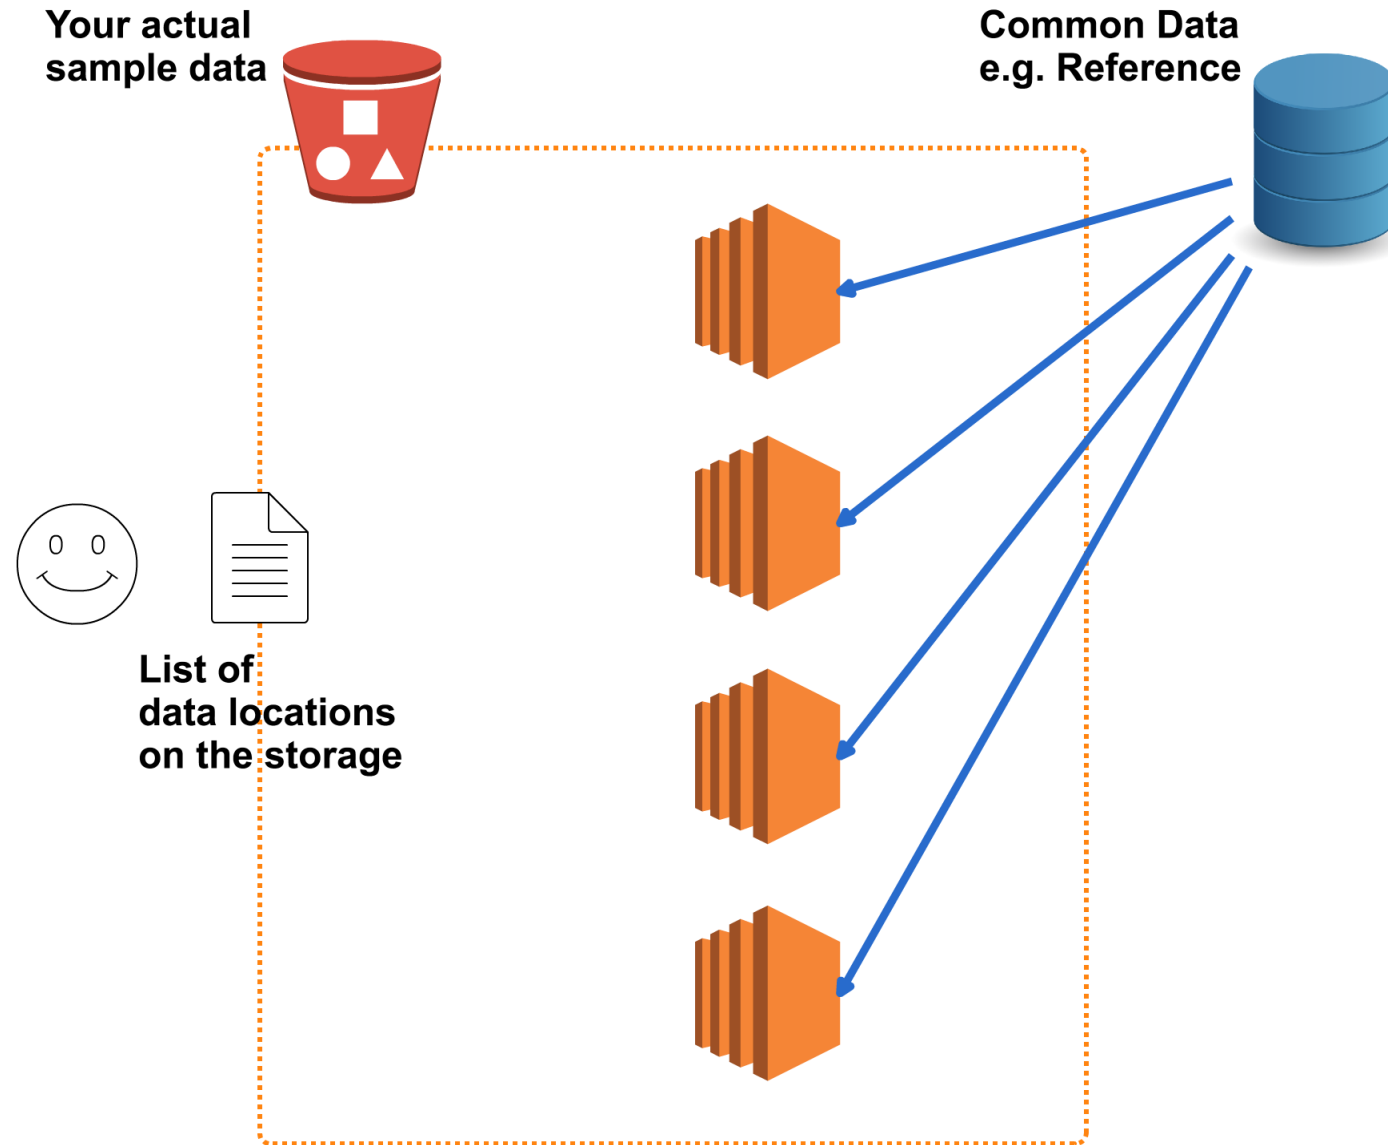 Your actual
sample data
Common Data
e.g. Reference
List of
data locations
on the storage